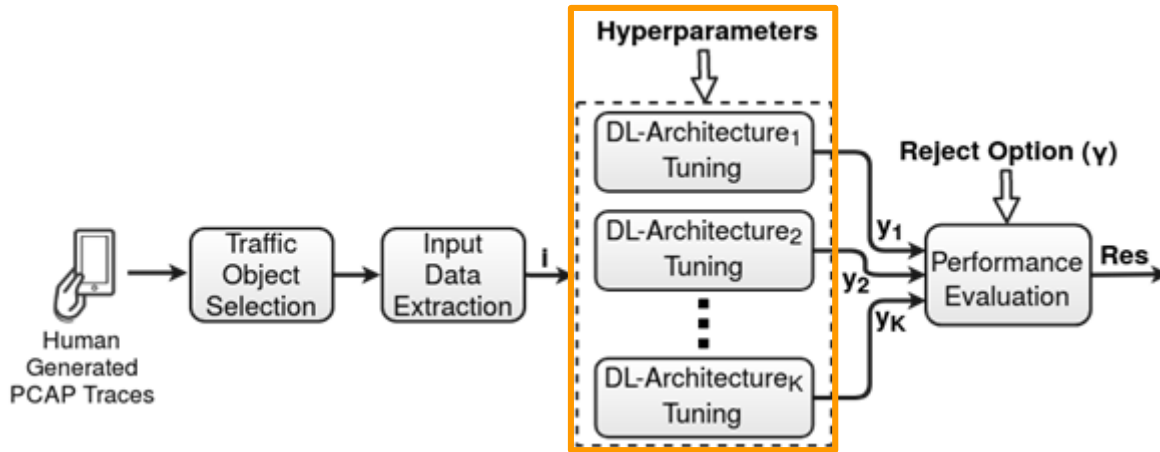 Hyperparameters
DL-Architecture1
Tuning
Reject Option (γ)
Traffic
Object
Selection
Input
Data
Extraction
i
DL-Architecture2
Tuning
y1
y2
yK
Performance
Evaluation
Res
Human
Generated
PCAP Traces
DL-ArchitectureK
Tuning